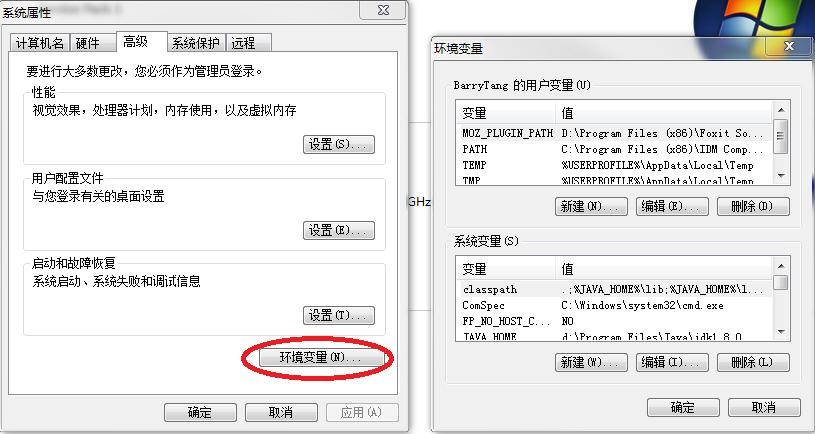 系统属性
计算机名 硬件 高级 系统保护 远程
要进行大多数更改，您必须作为管理员登录。
性能
视觉效果，处理器计划，内存使用，以及虚拟内存
设置(S)...
用户配置文件
与您登录有关的桌面设置
设置(E)...
启动和故障恢复
系统启动、系统失败和调试信息
设置(T)...
环境变量(N)...
确定 取消 应用(A)
GHz
环境变量
BarryTang 的用户变量(U)
变量 值
MOZ_PLUGIN_PATH D:\Program Files (x86)\Foxit So...
PATH C:\Program Files (x86)\IDM Comp...
TEMP %USERPROFILE%\AppData\Local\Temp
TMP %USERPROFILE%\AppData\Local\Temp
新建(N)... 编辑(E)... 删除(D)
系统变量(S)
变量 值
classpath .;%JAVA_HOME%\lib;%JAVA_HOME%\l...
ComSpec C:\Windows\system32\cmd.exe
FP_NO_HOST_C... NO
JAVA_HOME d:\Program Files\Java\jdk1.8.0
新建(W)... 编辑(I)... 删除(L)
确定 取消